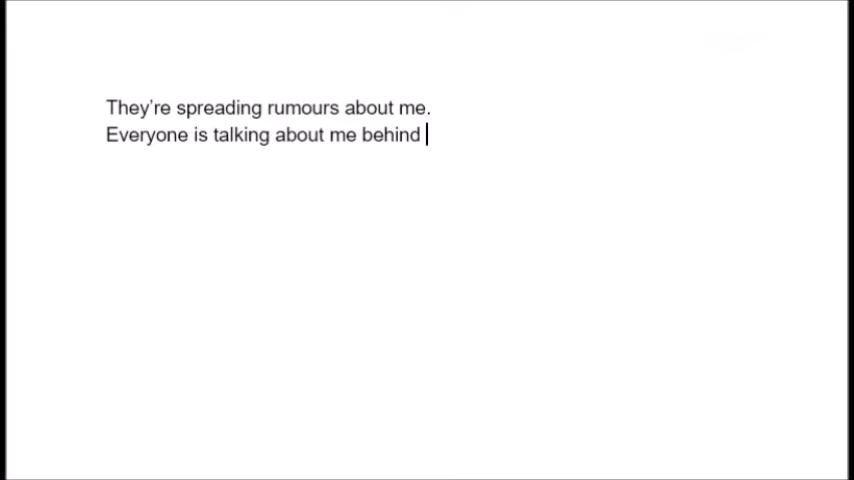 They’re spreading rumours about me.
Everyone is talking about me behind